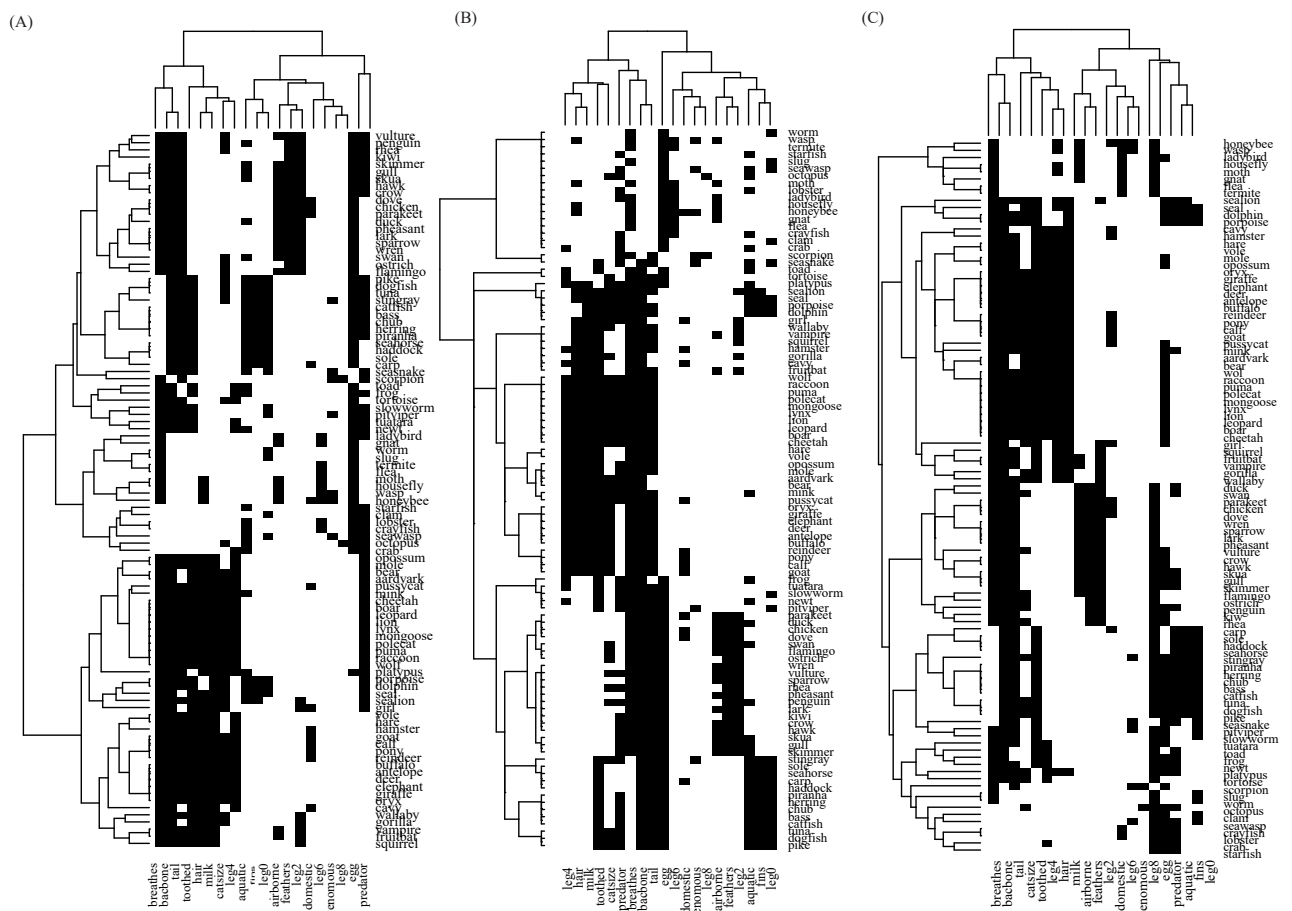 (A)
vulture
penguin
rhea
kiwi
skimmer
gull
skua
hawk
crow
dove
chicken
parakeet
duck
pheasant
lark
sparrow
wren
swan
ostrich
flamingo
pike
dogfish
tuna
stingray
catfish
bass
chub
herring
piranha
seahorse
haddock
sole
carp
seasnake
scorpion
toad
frog
tortoise
slowworm
pitviper
tuatara
newt
ladybird
gnat
worm
slug
termite
flea
moth
housefly
wasp
honeybee
starfish
clam
lobster
crayfish
seawasp
octopus
crab
opossum
mole
bear
aardvark
pussycat
mink
cheetah
boar
leopard
lion
lynx
mongoose
polecat
puma
raccoon
wolf
platypus
porpoise
dolphin
seal
sealion
girl
vole
hare
hamster
goat
calf
pony
reindeer
buffalo
antelope
deer
elephant
giraffe
oryx
cavy
wallaby
gorilla
vampire
fruitbat
squirrel
breathes
backbone
tail
toothed
hair
milk
catsize
leg4
aquatic
leg0
airborne
feathers
leg2
domestic
leg6
enomous
leg8
egg
predator
(B)
worm
wasp
termite
starfish
slug
seawasp
octopus
moth
lobster
ladybird
housefly
honeybee
gnat
flea
crayfish
clam
crab
scorpion
seasnake
toad
tortoise
platypus
sealion
seal
porpoise
dolphin
girl
wallaby
vampire
squirrel
hamster
gorilla
cavy
fruitbat
wolf
raccoon
puma
polecat
mongoose
lynx
lion
leopard
boar
cheetah
hare
vole
opossum
mole
aardvark
bear
mink
pussycat
oryx
giraffe
elephant
deer
antelope
buffalo
reindeer
pony
calf
goat
frog
tuatara
slowworm
newt
pitviper
parakeet
duck
chicken
dove
swan
flamingo
ostrich
wren
vulture
sparrow
rhea
pheasant
penguin
lark
kiwi
crow
hawk
skua
gull
skimmer
stingray
sole
seahorse
carp
haddock
piranha
herring
chub
bass
catfish
tuna
dogfish
pike
leg4
hair
milk
toothed
catsize
predator
breathes
bacbone
tail
egg
leg6
domestic
enomous
leg8
airborne
feathers
leg2
aquatic
fins
leg0
(C)
honeybee
wasp
ladybird
housefly
moth
gnat
flea
termite
sealion
seal
dolphin
porpoise
cavy
hamster
hare
vole
mole
opossum
oryx
giraffe
elephant
deer
antelope
buffalo
reindeer
pony
calf
goat
pussycat
mink
aardvark
bear
wol
raccoon
puma
polecat
mongoose
lynx
lion
leopard
boar
cheetah
girl
squirrel
fruitbat
vampire
gorilla
wallaby
duck
swan
parakeet
chicken
dove
wren
sparrow
lark
pheasant
vulture
crow
hawk
skua
gull
skimmer
flamingo
ostrich
penguin
kiw
rhea
carp
sole
haddock
seahorse
stingray
piranha
herring
chub
bass
catfish
tuna
dogfish
pike
seasnake
pitviper
slowworm
tuatara
toad
frog
newt
platypus
tortoise
scorpion
slug
worm
octopus
clam
seawasp
crayfish
lobster
crab
starfish
breathes
backbone
tail
catsize
toothed
leg4
hair
milk
airborne
feathers
leg2
domestic
leg6
enomous
leg8
egg
predator
aquatic
fins
leg0